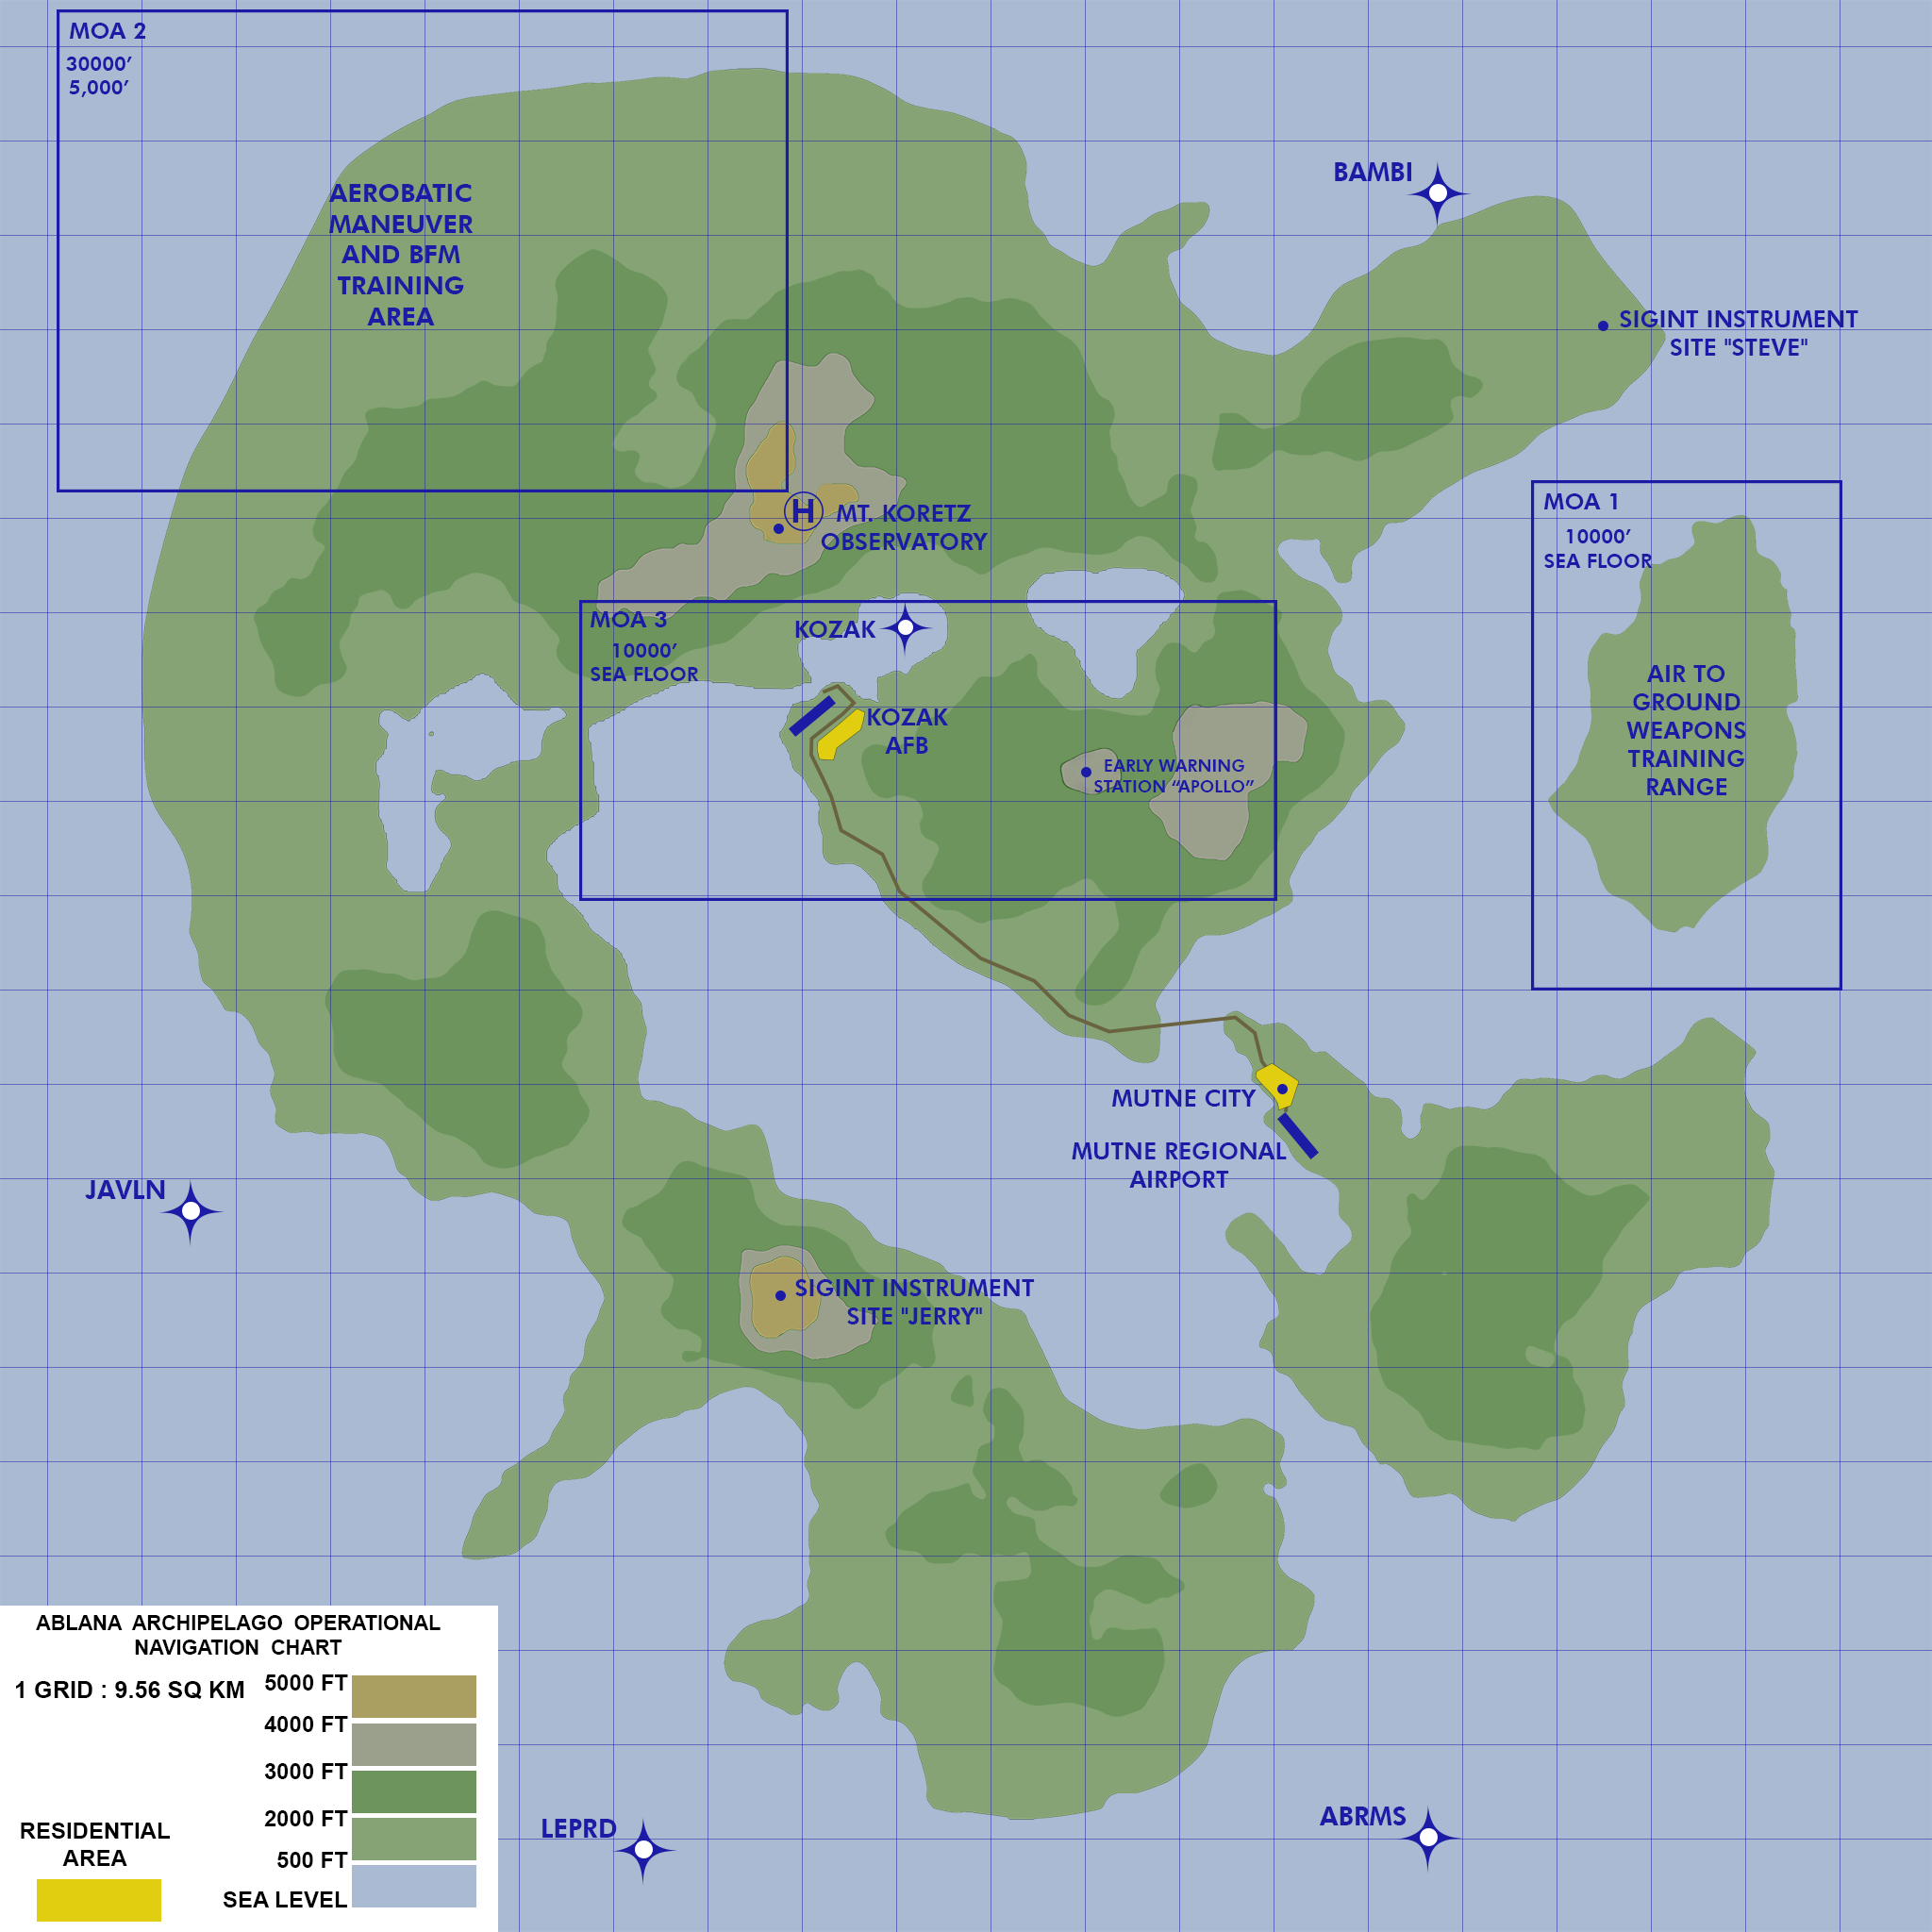 MOA 2
30000’
5,000’
AEROBATIC
MANEUVER
AND BFM
TRAINING
AREA
BAMBI
SIGINT INSTRUMENT
SITE "STEVE"
H
MT. KORETZ
OBSERVATORY
MOA 1
10000’
SEA FLOOR
AIR TO
GROUND
WEAPONS
TRAINING
RANGE
MOA 3
10000’
SEA FLOOR
KOZAK
KOZAK
AFB
EARLY WARNING
STATION “APOLLO”
MUTNE CITY
MUTNE REGIONAL
AIRPORT
JAVLN
SIGINT INSTRUMENT
SITE "JERRY"
LEPRD
ABRMS
ABLANA ARCHIPELAGO OPERATIONAL
NAVIGATION CHART
1 GRID : 9.56 SQ KM
5000 FT
4000 FT
3000 FT
2000 FT
500 FT
SEA LEVEL
RESIDENTIAL
AREA